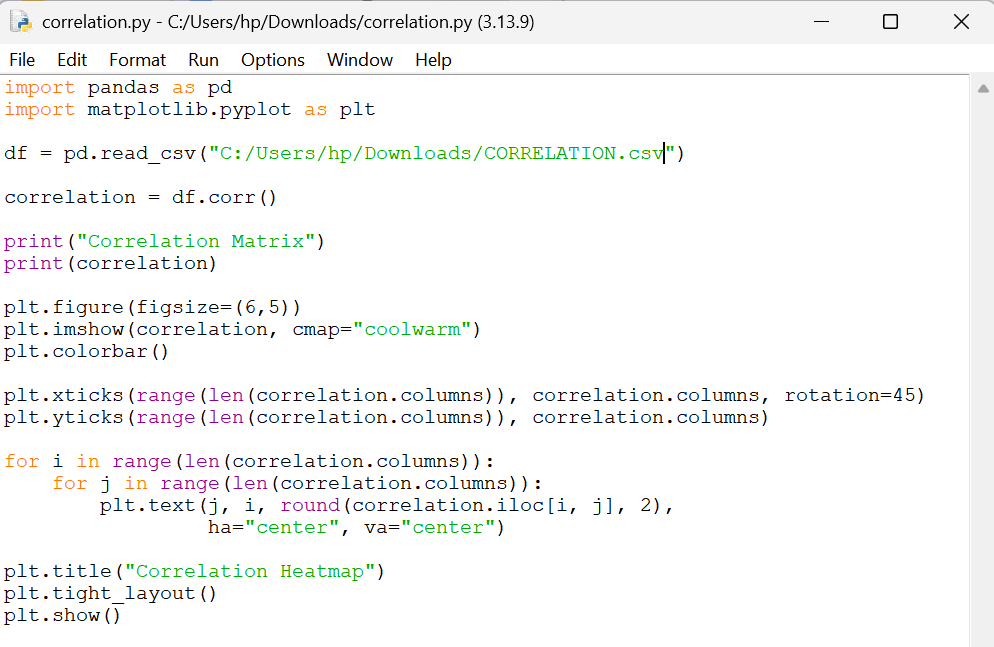 correlation.py - C:/Users/hp/Downloads/correlation.py (3.13.9)
File Edit Format Run Options Window Help
import pandas as pd
import matplotlib.pyplot as plt

df = pd.read_csv("C:/Users/hp/Downloads/CORRELATION.csv")

correlation = df.corr()

print("Correlation Matrix")
print(correlation)

plt.figure(figsize=(6,5))
plt.imshow(correlation, cmap="coolwarm")
plt.colorbar()

plt.xticks(range(len(correlation.columns)), correlation.columns, rotation=45)
plt.yticks(range(len(correlation.columns)), correlation.columns)

for i in range(len(correlation.columns)):
    for j in range(len(correlation.columns)):
        plt.text(j, i, round(correlation.iloc[i, j], 2),
                 ha="center", va="center")

plt.title("Correlation Heatmap")
plt.tight_layout()
plt.show()